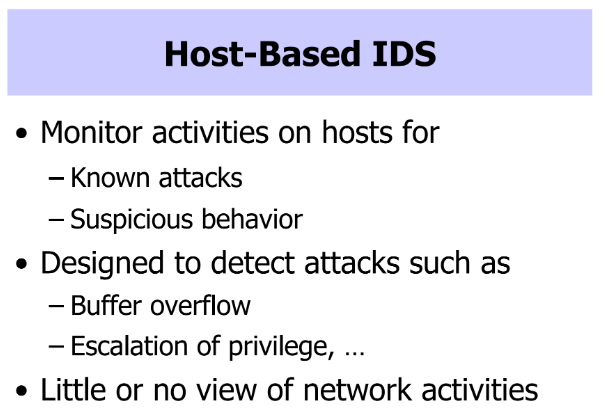 Host-Based IDS
• Monitor activities on hosts for
– Known attacks
– Suspicious behavior
• Designed to detect attacks such as
– Buffer overflow
– Escalation of privilege, …
• Little or no view of network activities